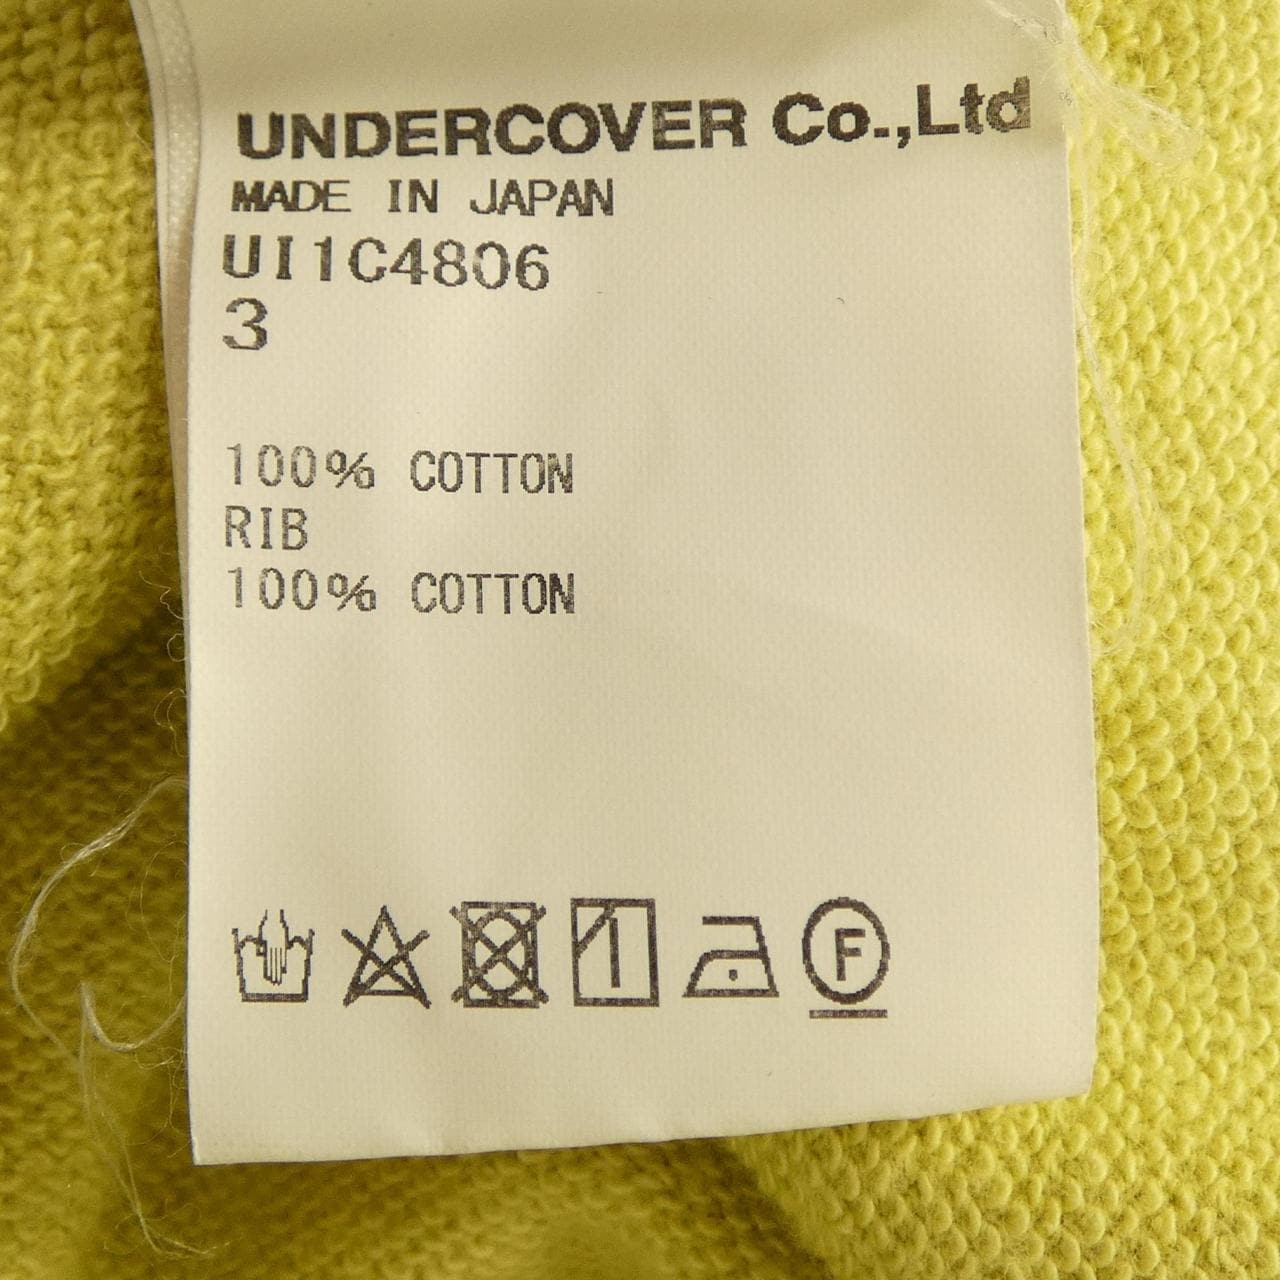 UNDERCOVER Co.,Ltd
MADE IN JAPAN
UI1C4806
3
100% COTTON
RIB
100% COTTON
F